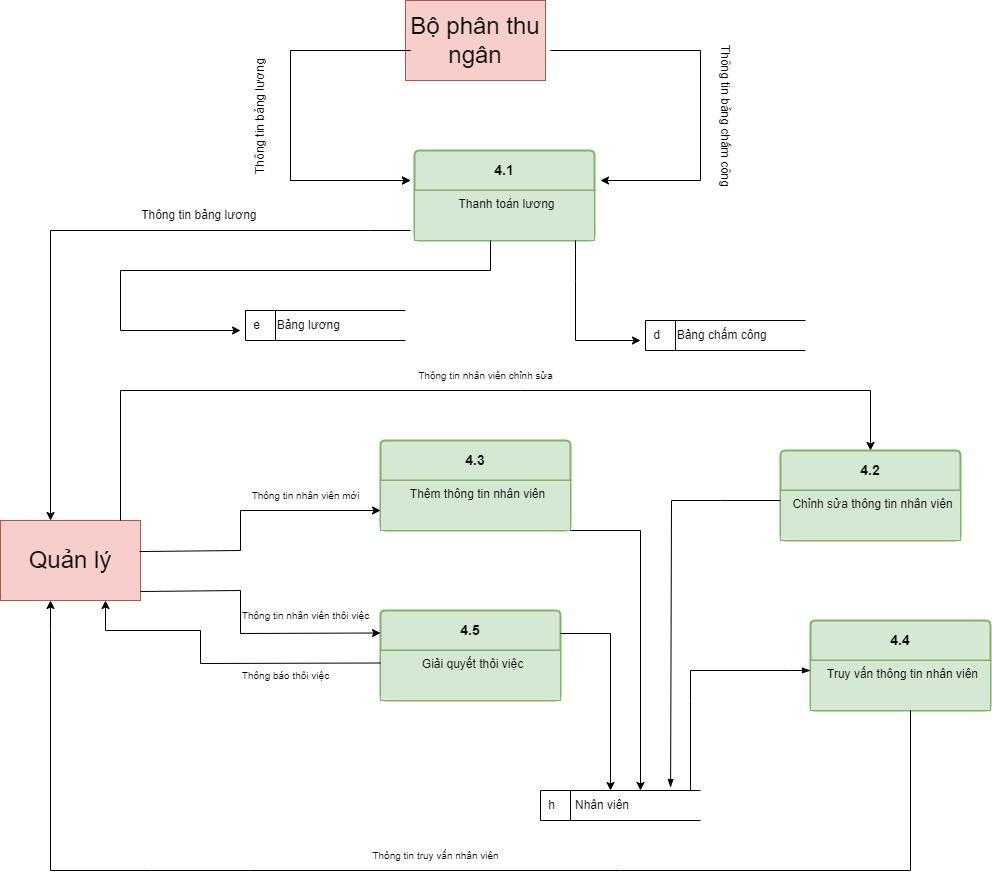 Bộ phân thu
ngân
Thông tin bảng lương
Thông tin bảng chấm công
4.1
Thanh toán lương
Thông tin bảng lương
e
Bảng lương
d
Bảng chấm công
Thông tin nhân viên chỉnh sửa
4.3
Thêm thông tin nhân viên
4.2
Chỉnh sửa thông tin nhân viên
Thông tin nhân viên mới
Quản lý
Thông tin nhân viên thôi việc
4.5
Giải quyết thôi việc
Thông báo thôi việc
4.4
Truy vấn thông tin nhân viên
h
Nhân viên
Thông tin truy vấn nhân viên